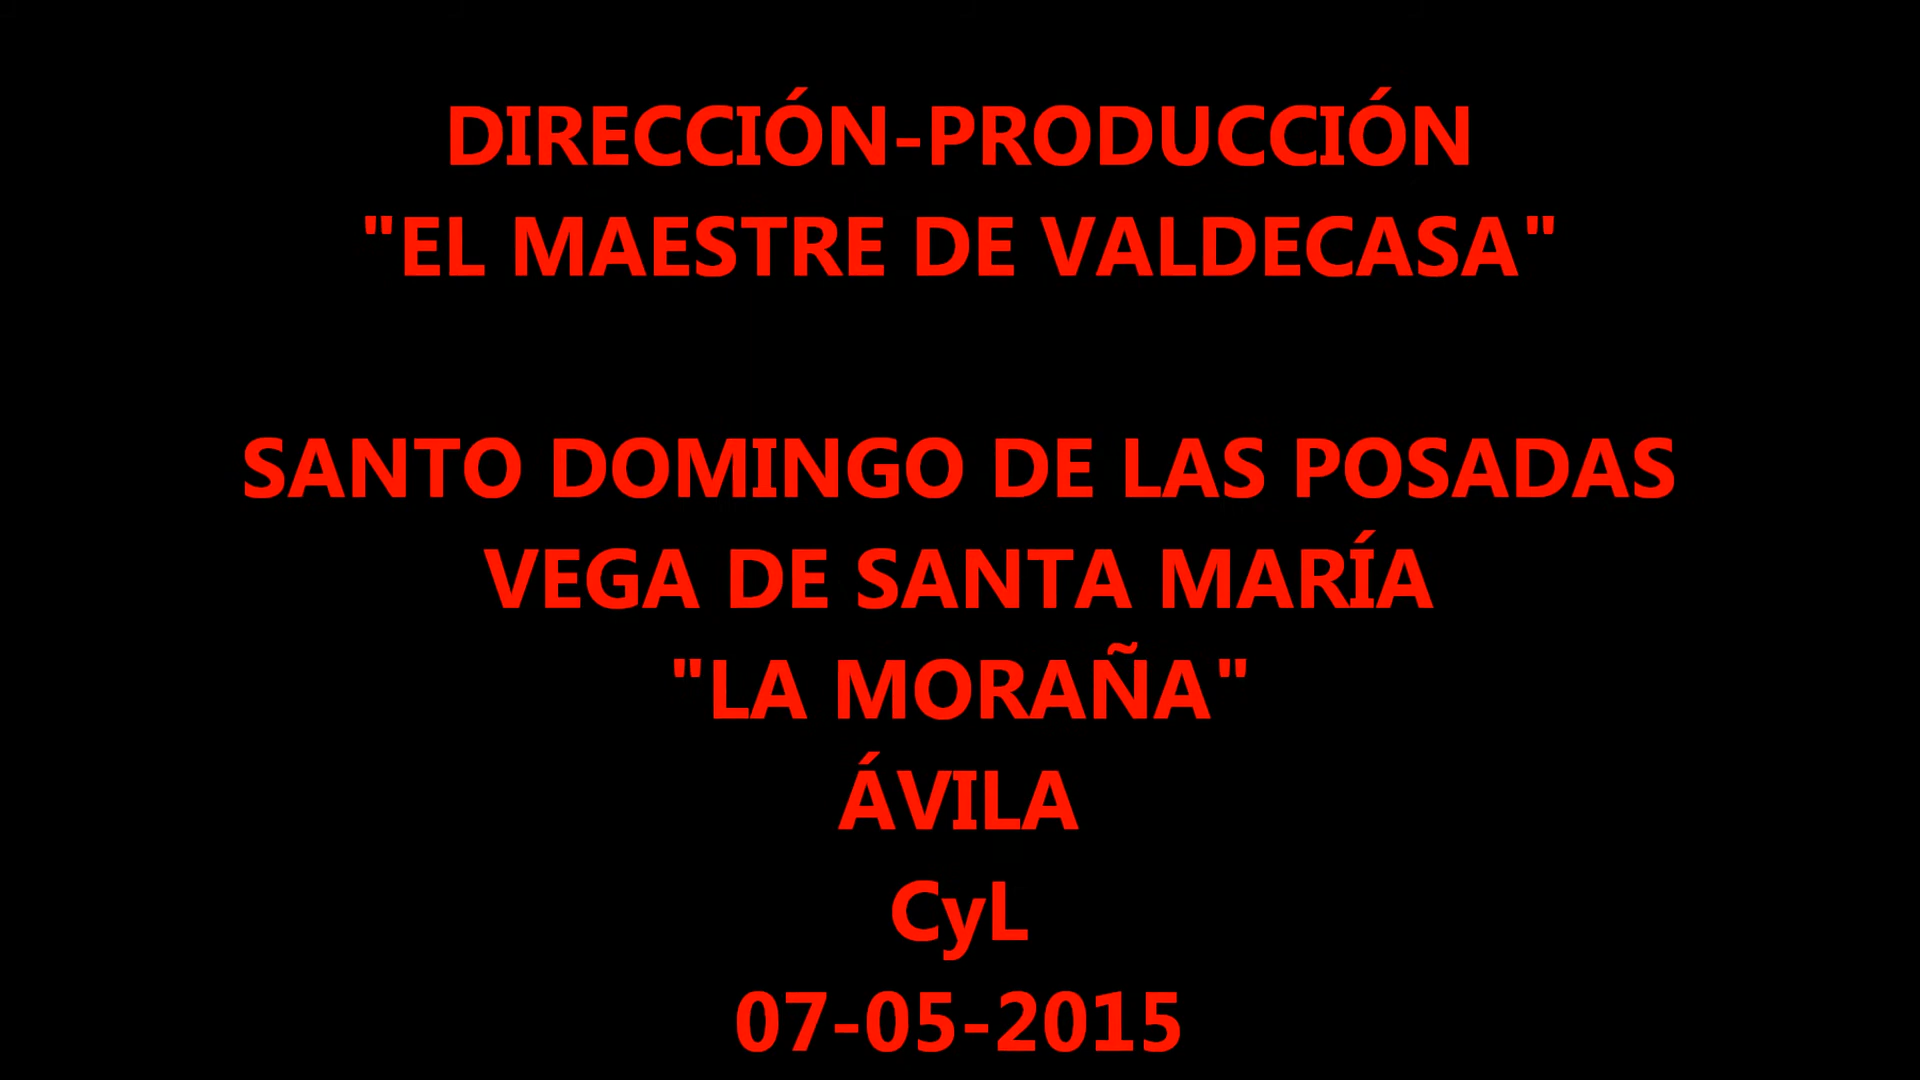 DIRECCIÓN-PRODUCCIÓN
"EL MAESTRE DE VALDECASA"
SANTO DOMINGO DE LAS POSADAS
VEGA DE SANTA MARÍA
"LA MORAÑA"
ÁVILA
CyL
07-05-2015